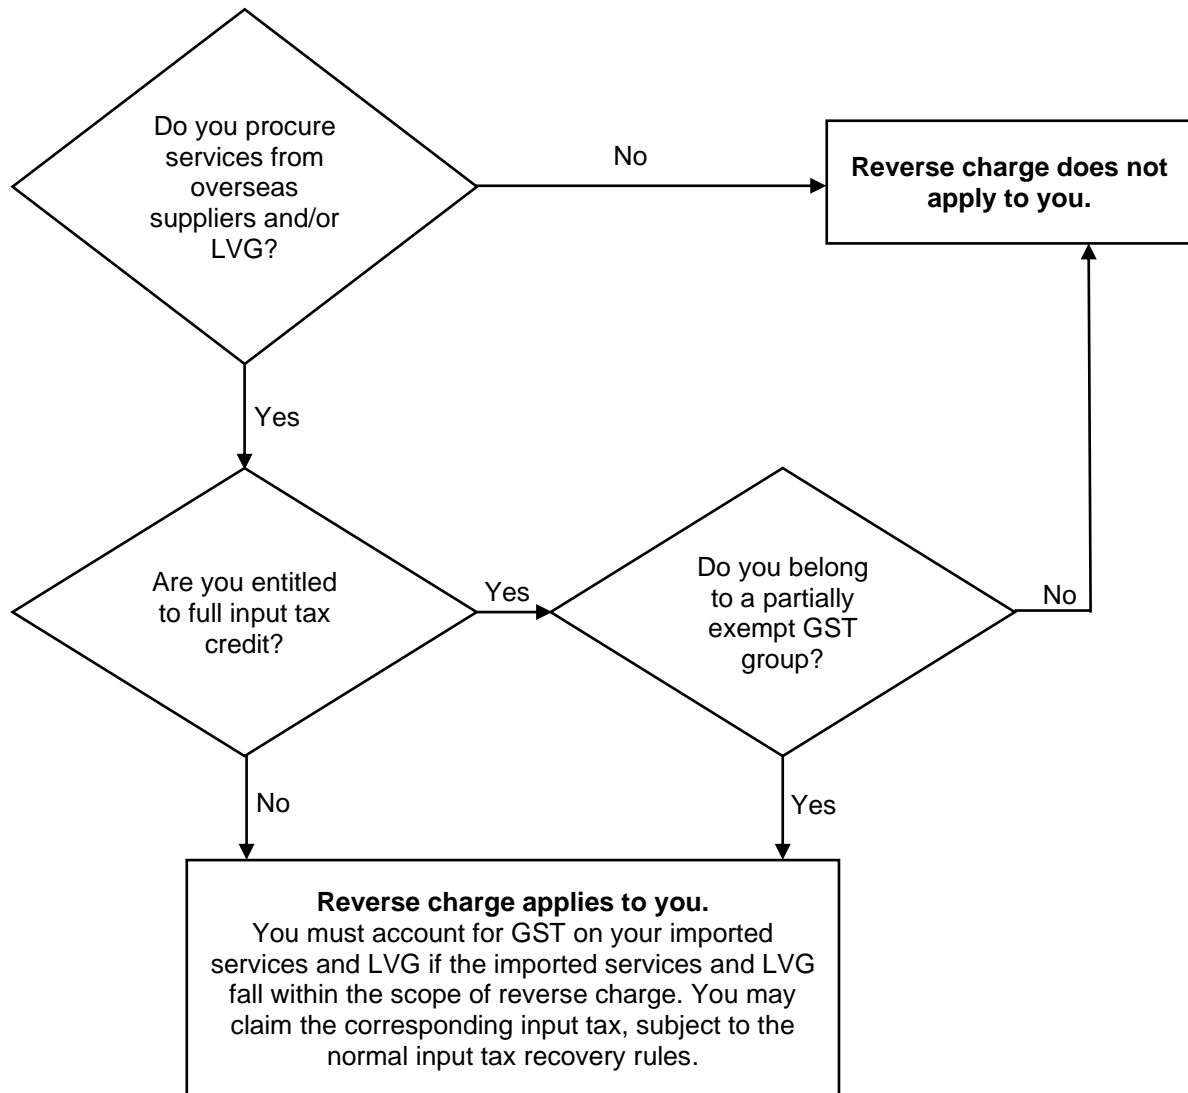 Do you procure
services from
overseas
suppliers and/or
LVG?
No
Reverse charge does not
apply to you.
Yes
Are you entitled
to full input tax
credit?
Yes
Do you belong
to a partially
exempt GST
group?
No
No
Yes
Reverse charge applies to you.
You must account for GST on your imported
services and LVG if the imported services and LVG
fall within the scope of reverse charge. You may
claim the corresponding input tax, subject to the
normal input tax recovery rules.